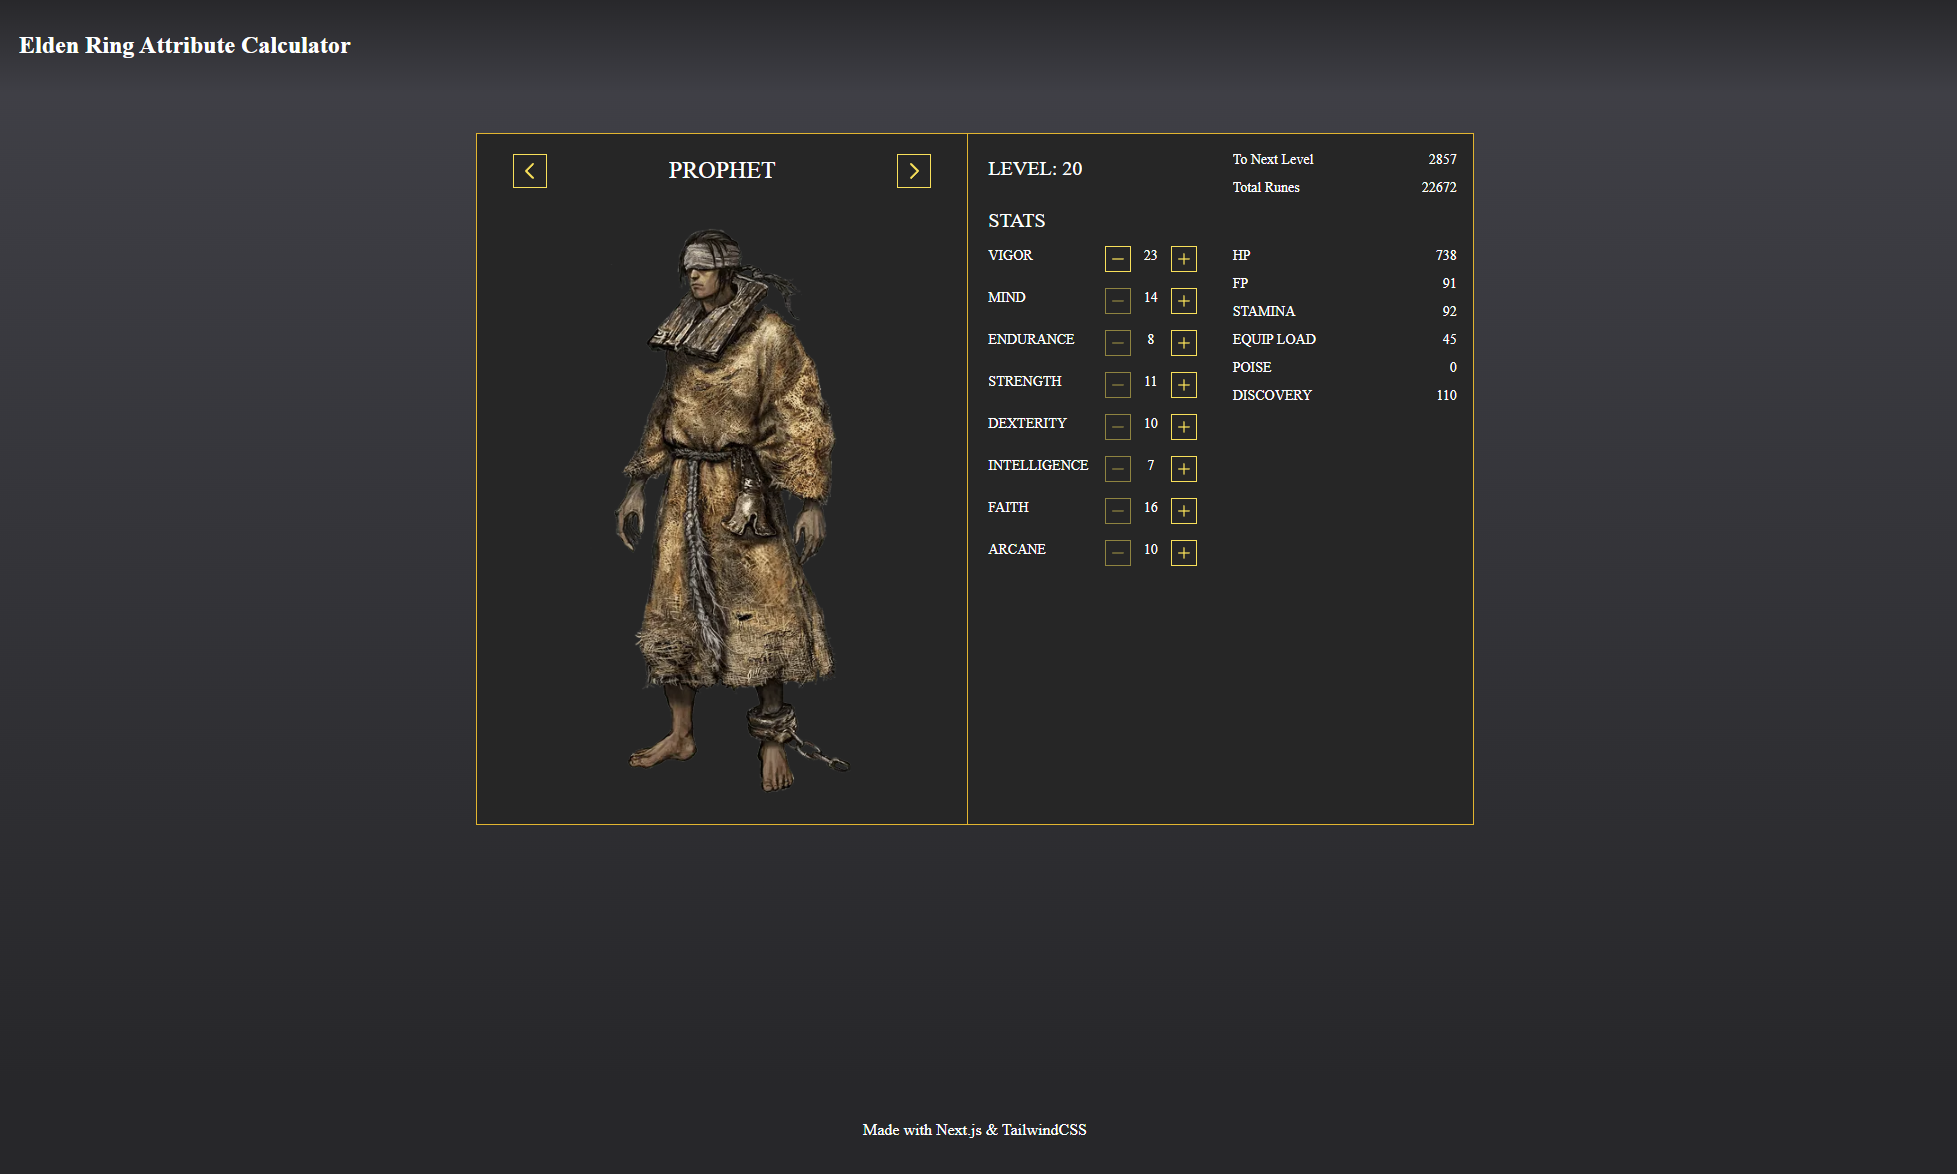 Elden Ring Attribute Calculator
PROPHET
LEVEL: 20
To Next Level 2857
Total Runes 22672
STATS
VIGOR 23
MIND 14
ENDURANCE 8
STRENGTH 11
DEXTERITY 10
INTELLIGENCE 7
FAITH 16
ARCANE 10
HP 738
FP 91
STAMINA 92
EQUIP LOAD 45
POISE 0
DISCOVERY 110
Made with Next.js & TailwindCSS